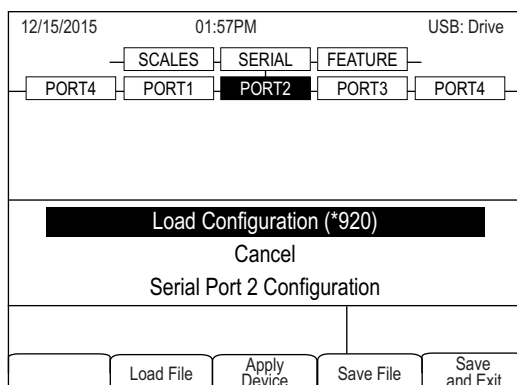 12/15/2015 01:57PM USB: Drive
SCALES SERIAL FEATURE
PORT4 PORT1 PORT2 PORT3 PORT4
Load Configuration (*920)
Cancel
Serial Port 2 Configuration
Load File Apply Device Save File Save and Exit